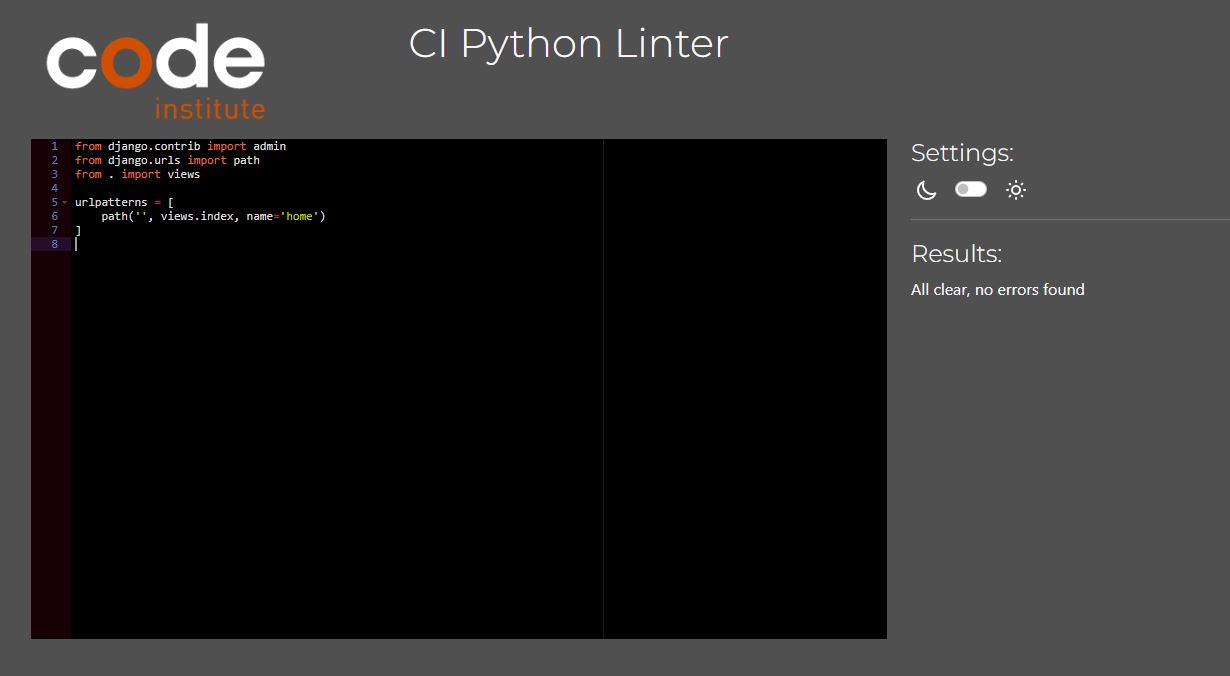 code
institute
CI Python Linter
1 from django.contrib import admin
2 from django.urls import path
3 from . import views
4
5 urlpatterns = [
6     path('', views.index, name='home')
7 ]
8
Settings:
Results:
All clear, no errors found